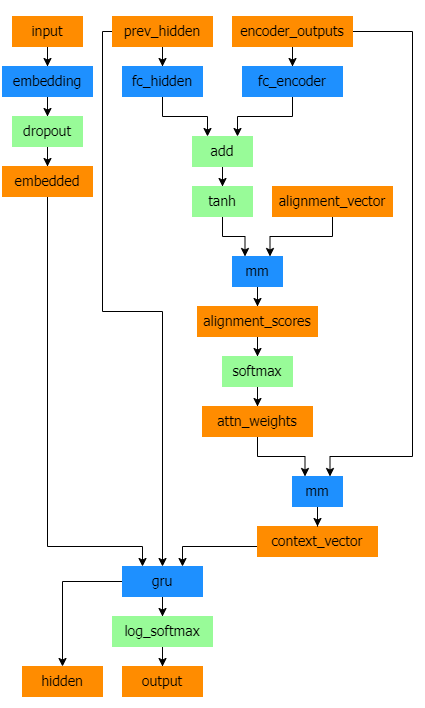 input
prev_hidden
encoder_outputs
embedding
fc_hidden
fc_encoder
dropout
add
embedded
tanh
alignment_vector
mm
alignment_scores
softmax
attn_weights
mm
context_vector
gru
log_softmax
hidden
output